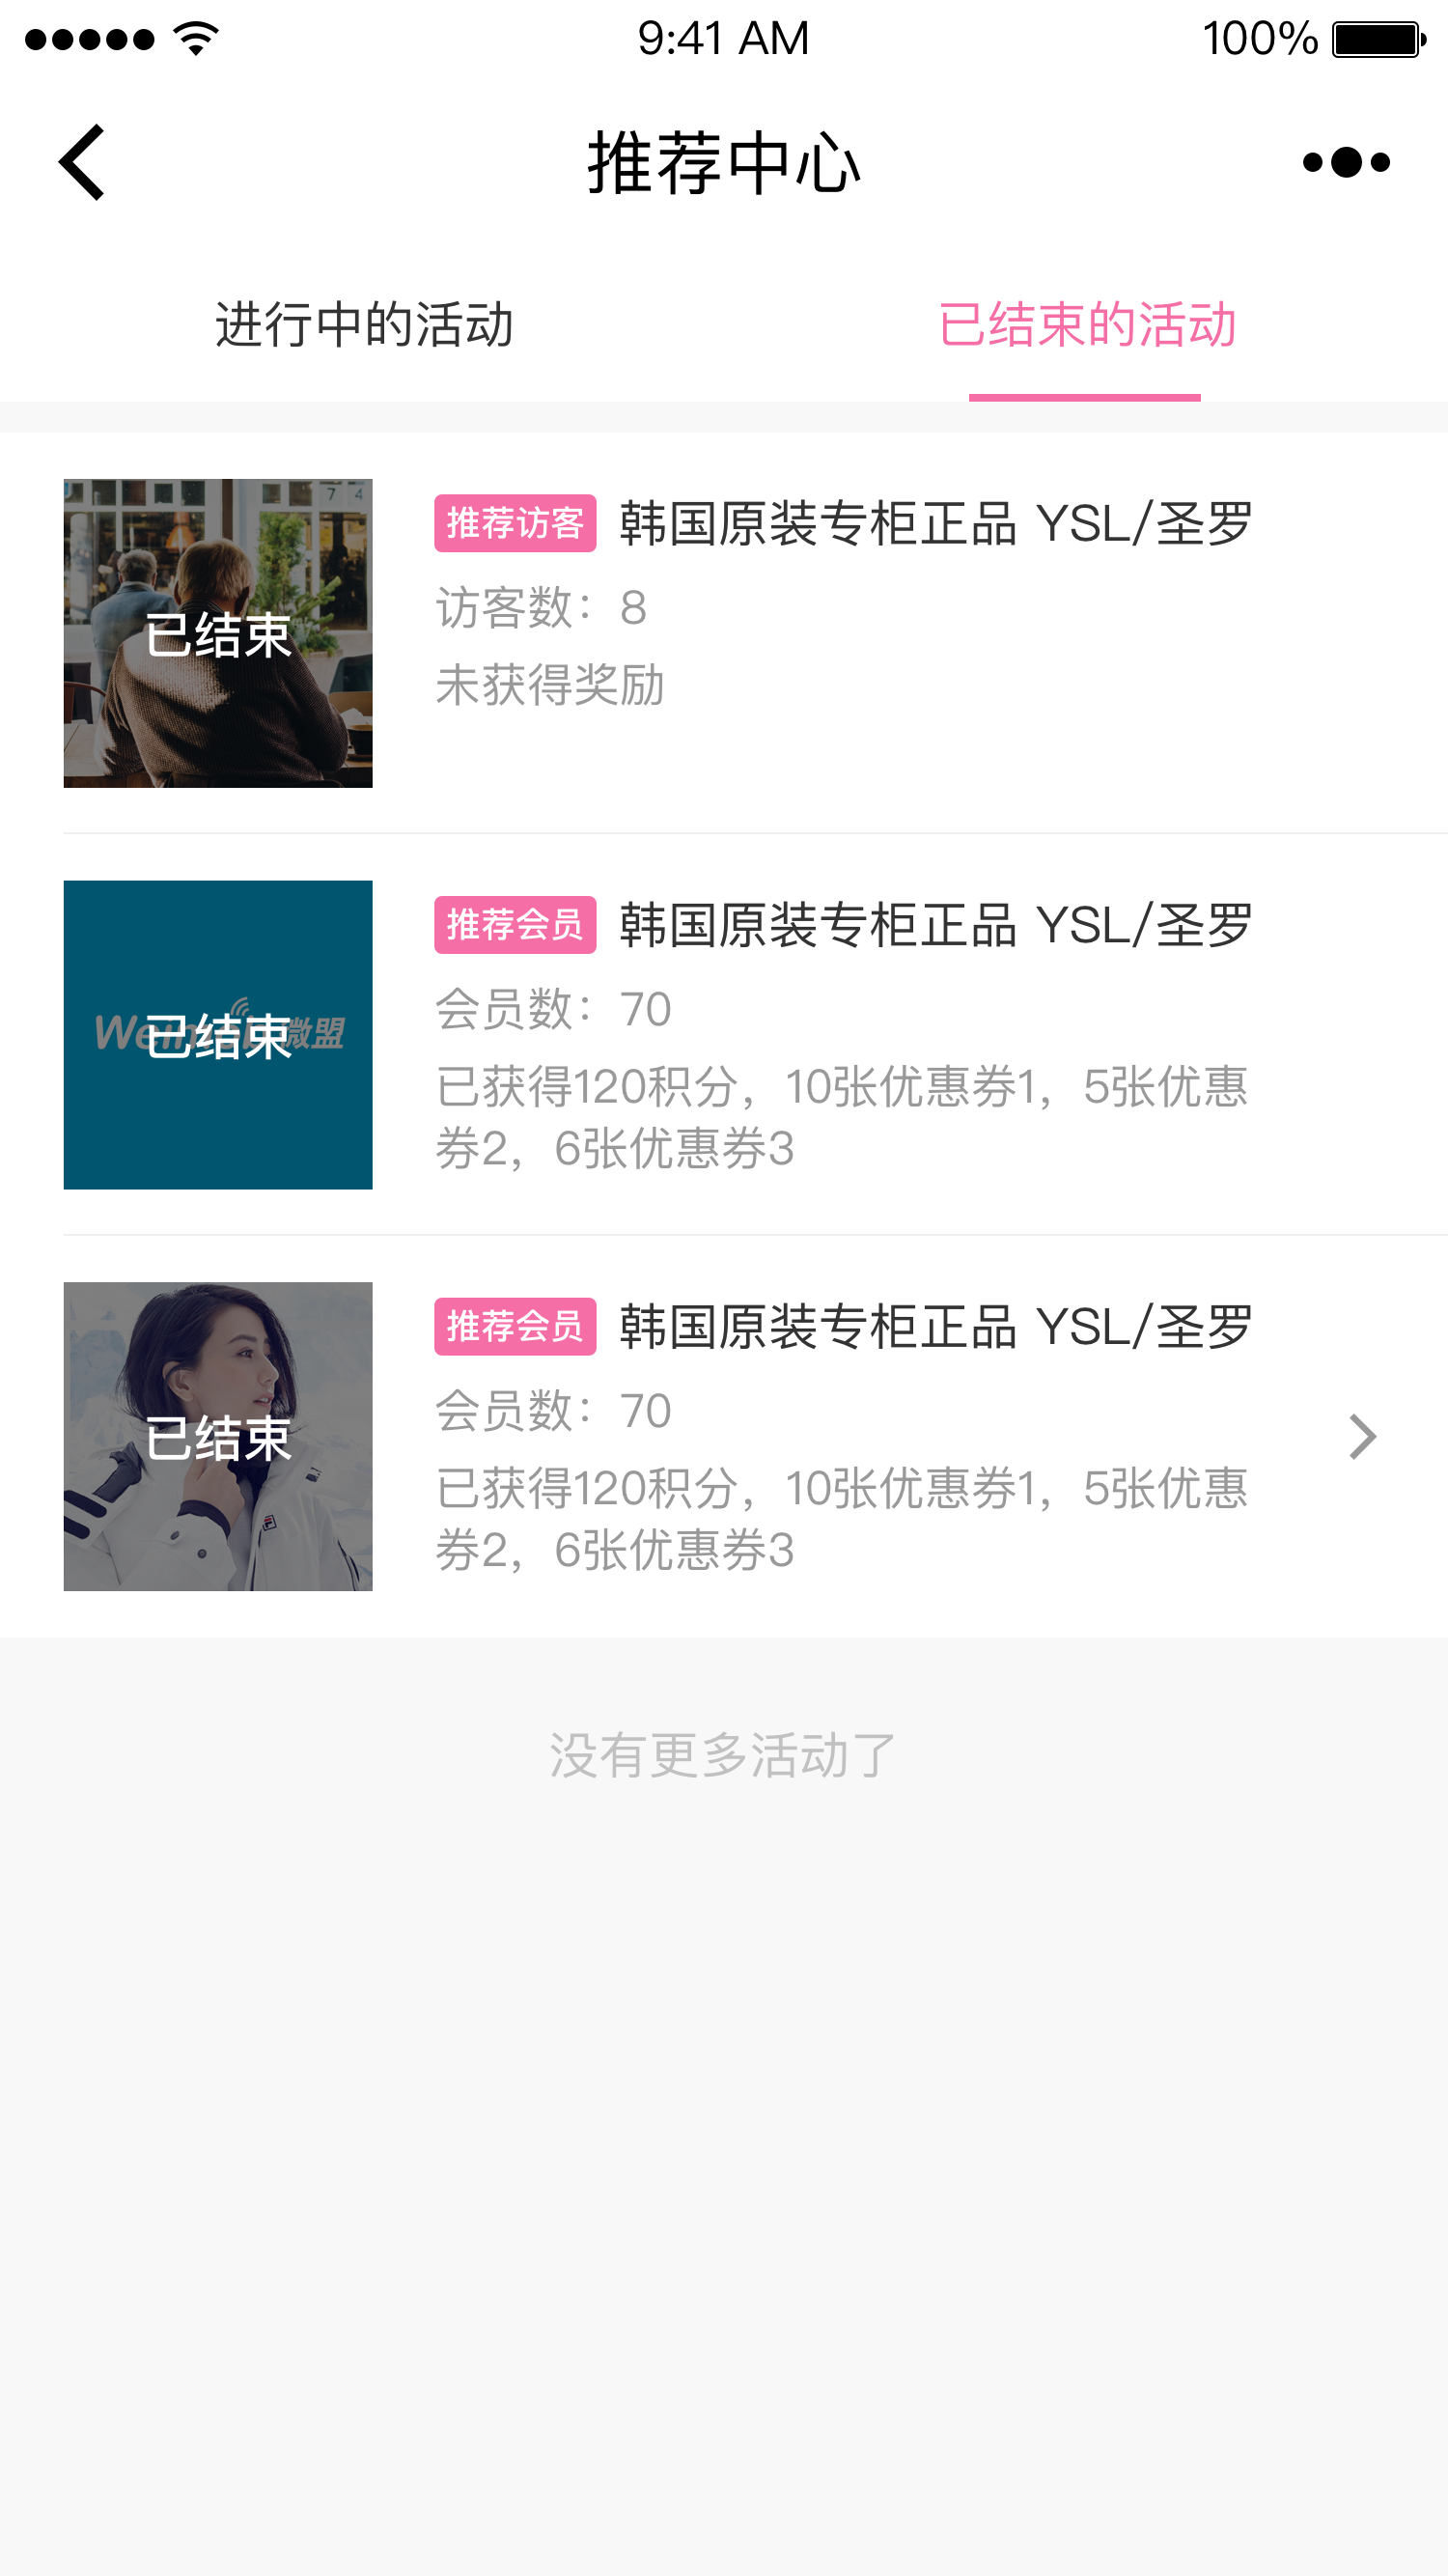 9:41 AM
100%
推荐中心
进行中的活动
已结束的活动
7 4
已结束
推荐访客
韩国原装专柜正品 YSL/圣罗
访客数：8
未获得奖励
已结束
微盟
推荐会员
韩国原装专柜正品 YSL/圣罗
会员数：70
已获得120积分，10张优惠券1，5张优惠
券2，6张优惠券3
已结束
推荐会员
韩国原装专柜正品 YSL/圣罗
会员数：70
已获得120积分，10张优惠券1，5张优惠
券2，6张优惠券3
没有更多活动了